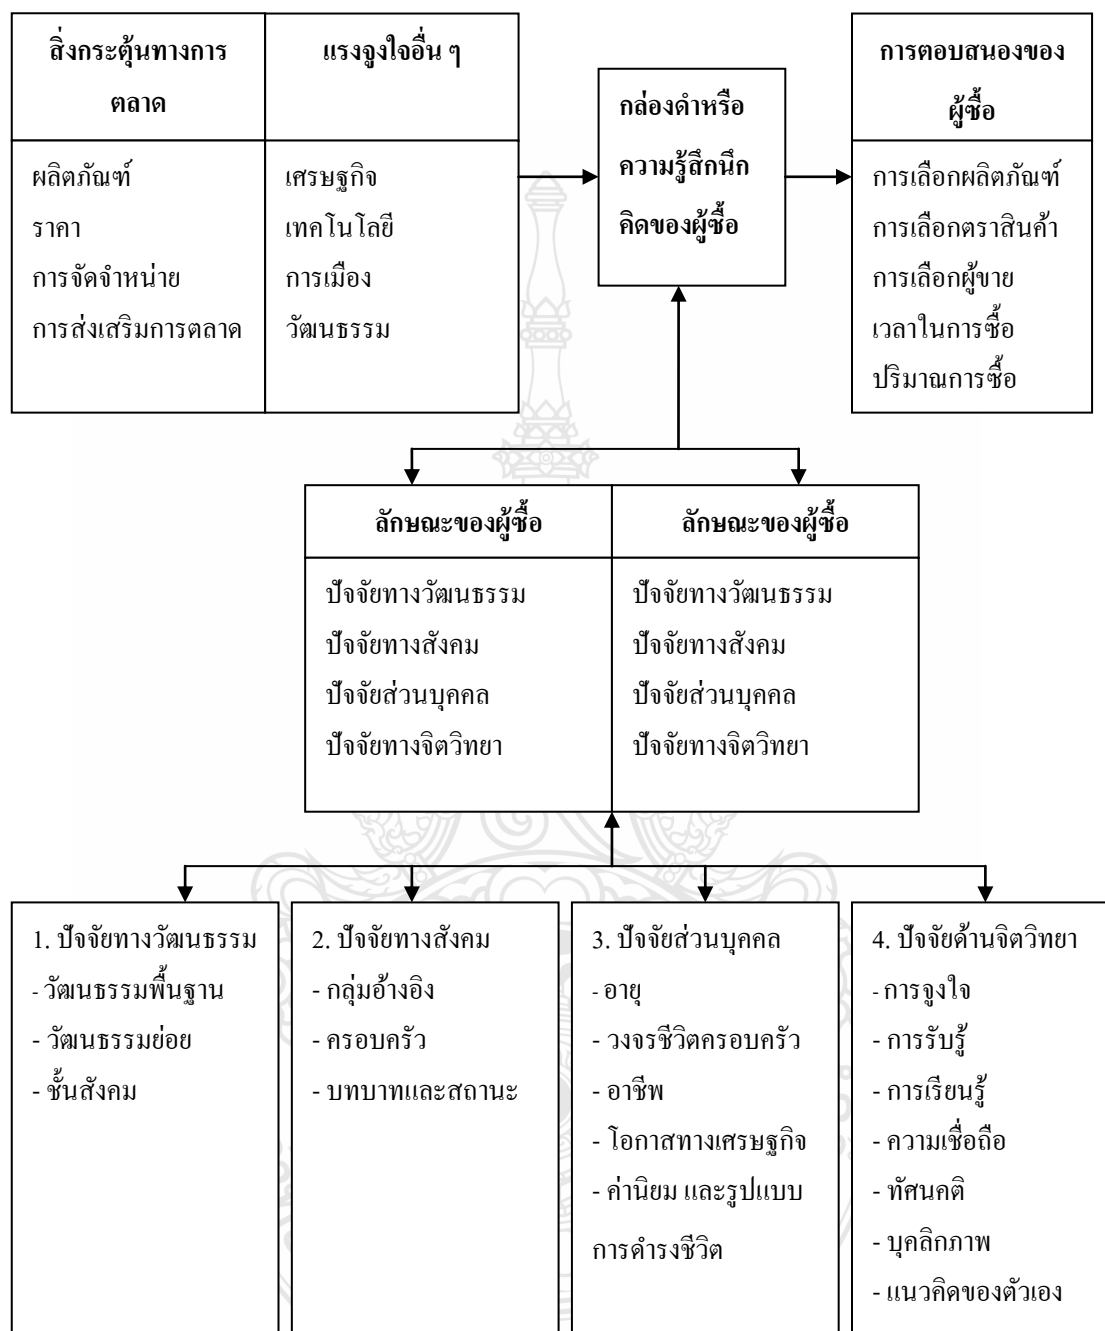 สิ่งกระตุ้นทางการ
ตลาด
แรงจูงใจอื่น ๆ
ผลิตภัณฑ์
ราคา
การจัดจำหน่าย
การส่งเสริมการตลาด
เศรษฐกิจ
เทคโนโลยี
การเมือง
วัฒนธรรม
กล่องดำหรือ
ความรู้สึกนึก
คิดของผู้ซื้อ
การตอบสนองของ
ผู้ซื้อ
การเลือกผลิตภัณฑ์
การเลือกตราสินค้า
การเลือกผู้ขาย
เวลาในการซื้อ
ปริมาณการซื้อ
ลักษณะของผู้ซื้อ
ปัจจัยทางวัฒนธรรม
ปัจจัยทางสังคม
ปัจจัยส่วนบุคคล
ปัจจัยทางจิตวิทยา
ลักษณะของผู้ซื้อ
ปัจจัยทางวัฒนธรรม
ปัจจัยทางสังคม
ปัจจัยส่วนบุคคล
ปัจจัยทางจิตวิทยา
1. ปัจจัยทางวัฒนธรรม
- วัฒนธรรมพื้นฐาน
- วัฒนธรรมย่อย
- ชั้นสังคม
2. ปัจจัยทางสังคม
- กลุ่มอ้างอิง
- ครอบครัว
- บทบาทและสถานะ
3. ปัจจัยส่วนบุคคล
- อายุ
- วงจรชีวิตครอบครัว
- อาชีพ
- โอกาสทางเศรษฐกิจ
- ค่านิยม และรูปแบบ
การดำรงชีวิต
4. ปัจจัยด้านจิตวิทยา
- การจูงใจ
- การรับรู้
- การเรียนรู้
- ความเชื่อถือ
- ทัศนคติ
- บุคลิกภาพ
- แนวคิดของตัวเอง